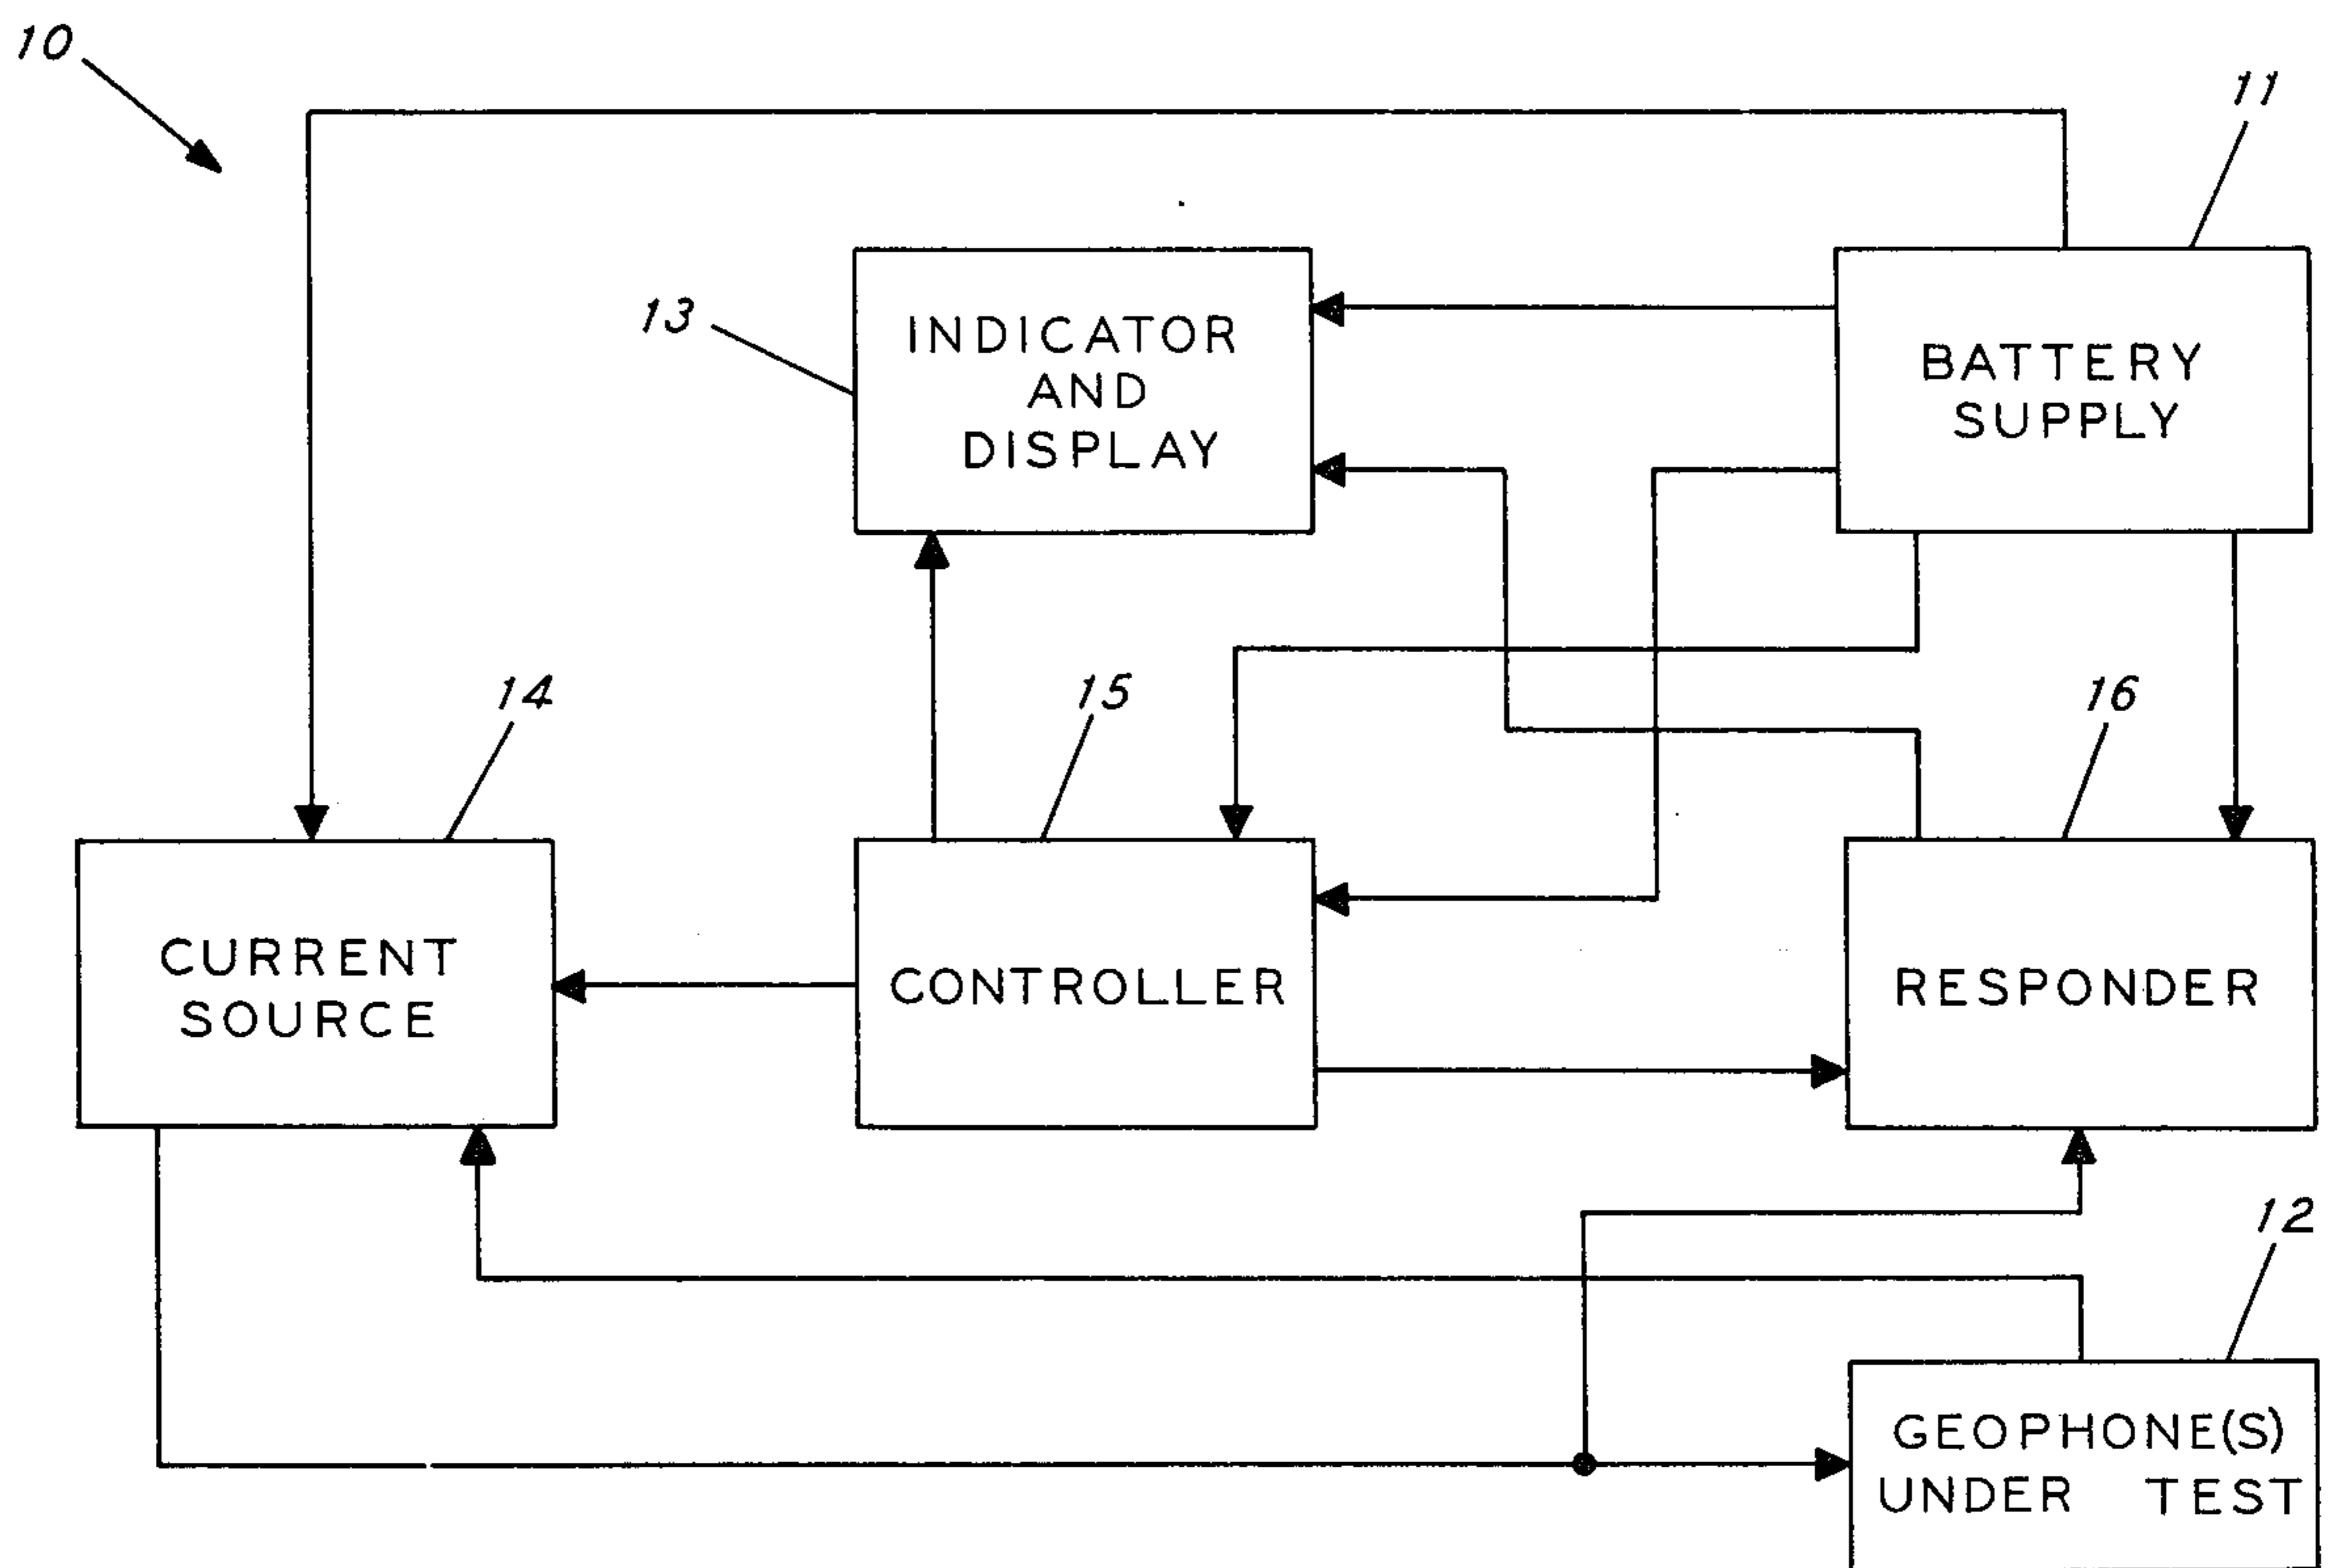 10
11
13
INDICATOR
AND
DISPLAY
BATTERY
SUPPLY
14
15
16
CURRENT
SOURCE
CONTROLLER
RESPONDER
12
GEOPHONE(S)
UNDER TEST